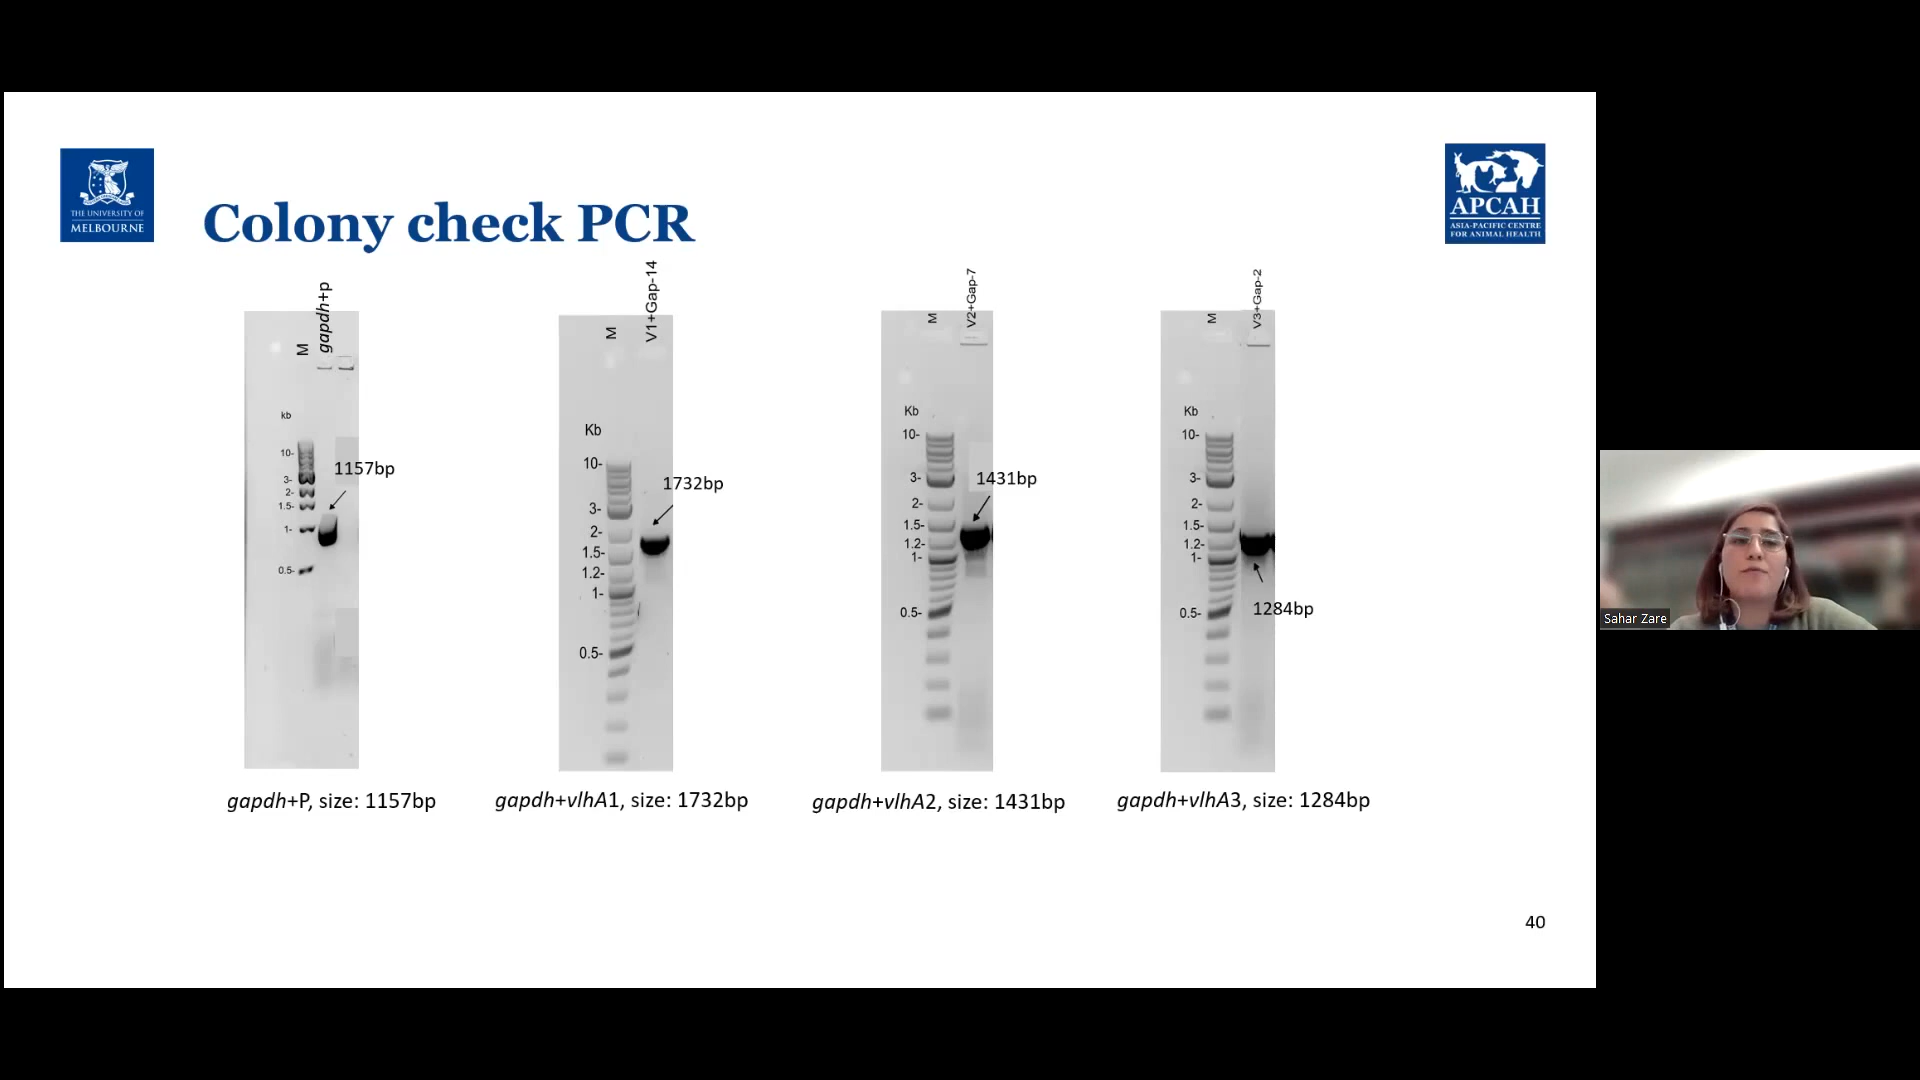 THE UNIVERSITY OF
MELBOURNE
APCAH
ASIA-PACIFIC CENTRE
FOR ANIMAL HEALTH
Colony check PCR
M
gapdh+p
kb
10-
3-
2-
1.5-
1-
0.5-
1157bp
gapdh+P, size: 1157bp
M
V1+Gap-14
Kb
10-
3-
2-
1.5-
1.2-
1-
0.5-
1732bp
gapdh+vlhA1, size: 1732bp
M
V2+Gap-7
Kb
10-
3-
2-
1.5-
1.2-
1-
0.5-
1431bp
gapdh+vlhA2, size: 1431bp
M
V3+Gap-2
Kb
10-
3-
2-
1.5-
1.2-
1-
0.5-
1284bp
gapdh+vlhA3, size: 1284bp
40
Sahar Zare